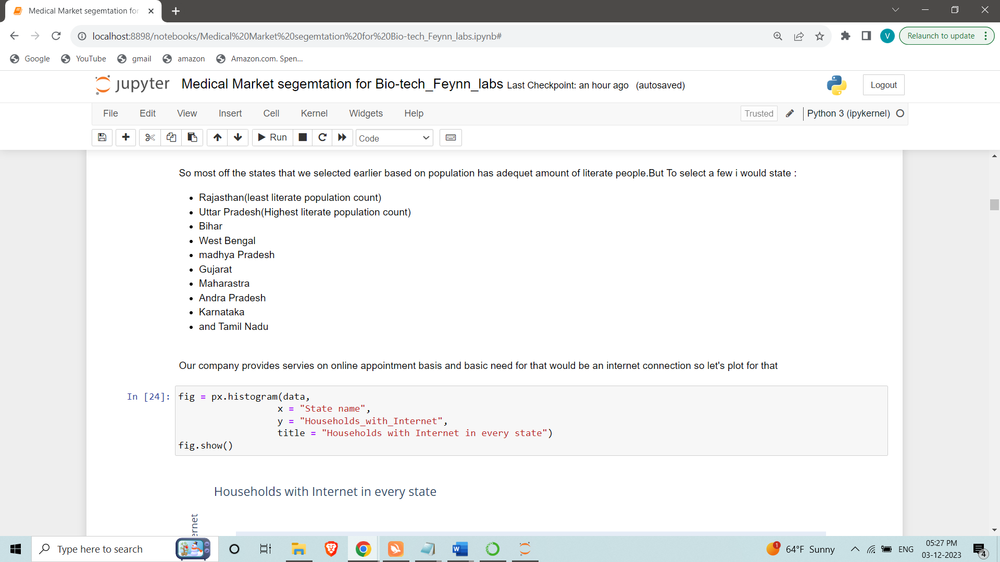 Medical Market segemtation for
localhost:8898/notebooks/Medical%20Market%20segemtation%20for%20Bio-tech_Feynn_labs.ipynb#
V
Relaunch to update
Google
YouTube
gmail
amazon
Amazon.com. Spen...
jupyter
Medical Market segemtation for Bio-tech_Feynn_labs Last Checkpoint: an hour ago (autosaved)
Logout
File Edit View Insert Cell Kernel Widgets Help
Trusted
Python 3 (ipykernel)
Run
Code
So most off the states that we selected earlier based on population has adequet amount of literate people.But To select a few i would state :
• Rajasthan(least literate population count)
• Uttar Pradesh(Highest literate population count)
• Bihar
• West Bengal
• madhya Pradesh
• Gujarat
• Maharastra
• Andra Pradesh
• Karnataka
• and Tamil Nadu
Our company provides servies on online appointment basis and basic need for that would be an internet connection so let's plot for that
In [24]: fig = px.histogram(data,
x = "State name",
y = "Households_with_Internet",
title = "Households with Internet in every state")
fig.show()
Households with Internet in every state
ernet
Type here to search
W
1
64°F Sunny
ENG
05:27 PM
03-12-2023
4